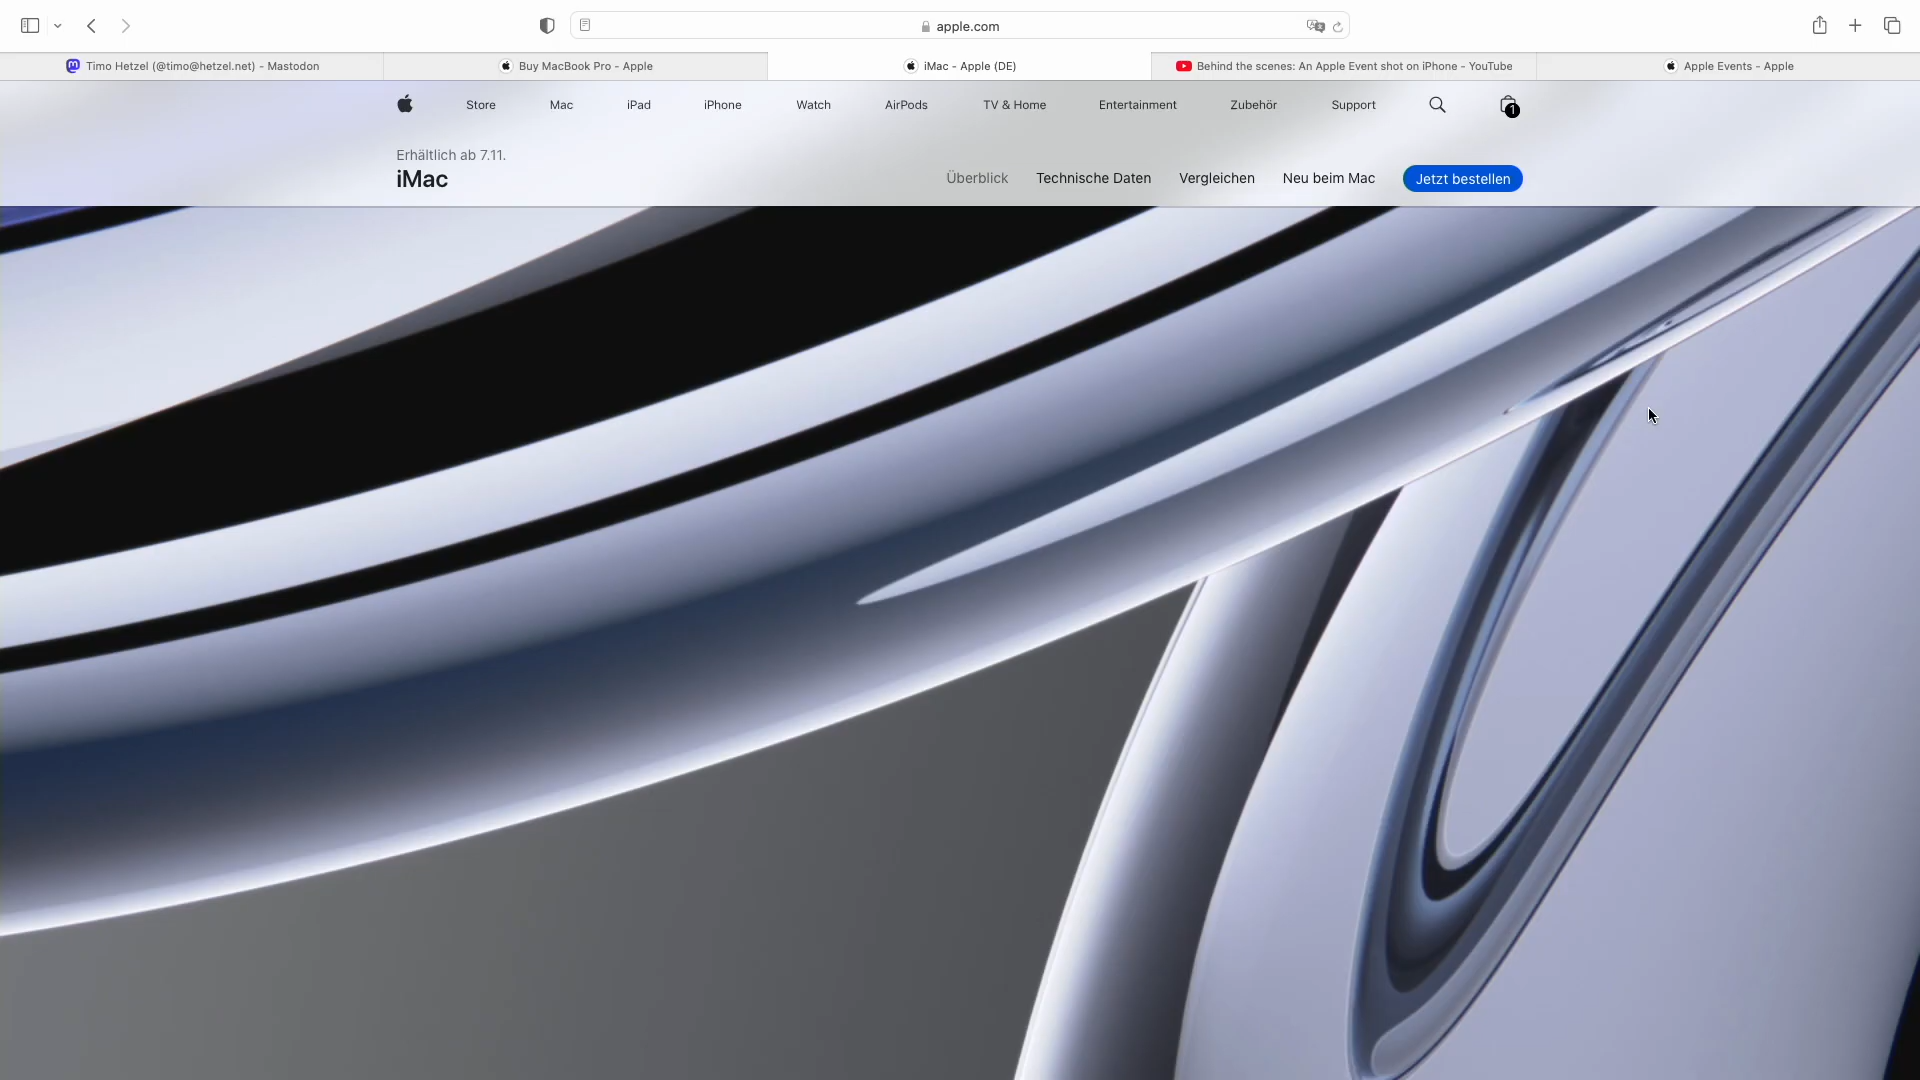 apple.com
Timo Hetzel (@timo@hetzel.net) - Mastodon
Buy MacBook Pro - Apple
iMac - Apple (DE)
Behind the scenes: An Apple Event shot on iPhone - YouTube
Apple Events - Apple
Store Mac iPad iPhone Watch AirPods TV & Home Entertainment Zubehör Support 1
Erhältlich ab 7.11.
iMac
Überblick Technische Daten Vergleichen Neu beim Mac Jetzt bestellen